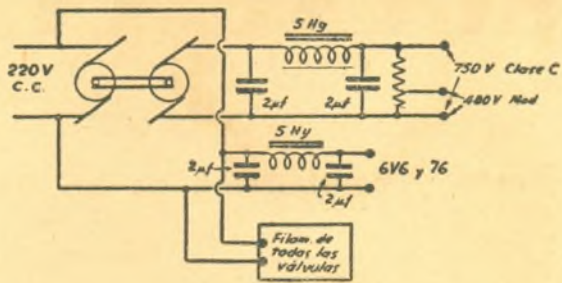 5 Hy
220V
C.C.
2µf
2µf
750 V Clase C
480V Mod
5 Hy
2µf
2µf
6V6 y 76
Filam. de
todas las
válvulas